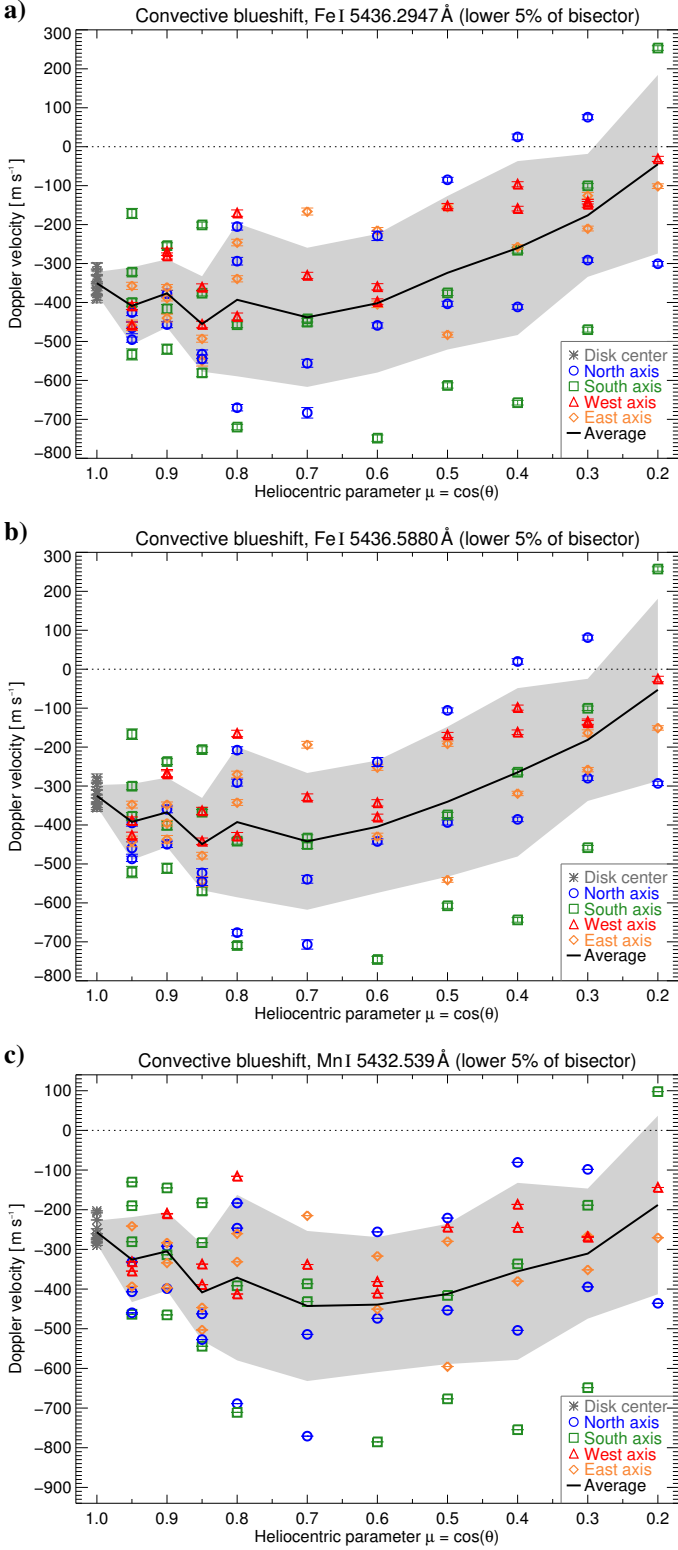 a)
Convective blueshift, Fe I 5436.2947 Å (lower 5% of bisector)
300
200
100
0
−100
−200
−300
−400
−500
−600
−700
−800
Doppler velocity [ m s⁻¹ ]
Disk center
North axis
South axis
West axis
East axis
Average
1.0 0.9 0.8 0.7 0.6 0.5 0.4 0.3 0.2
Heliocentric parameter μ = cos(θ)
b)
Convective blueshift, Fe I 5436.5880 Å (lower 5% of bisector)
300
200
100
0
−100
−200
−300
−400
−500
−600
−700
−800
Doppler velocity [ m s⁻¹ ]
Disk center
North axis
South axis
West axis
East axis
Average
1.0 0.9 0.8 0.7 0.6 0.5 0.4 0.3 0.2
Heliocentric parameter μ = cos(θ)
c)
Convective blueshift, Mn I 5432.539 Å (lower 5% of bisector)
100
0
−100
−200
−300
−400
−500
−600
−700
−800
−900
Doppler velocity [ m s⁻¹ ]
Disk center
North axis
South axis
West axis
East axis
Average
1.0 0.9 0.8 0.7 0.6 0.5 0.4 0.3 0.2
Heliocentric parameter μ = cos(θ)